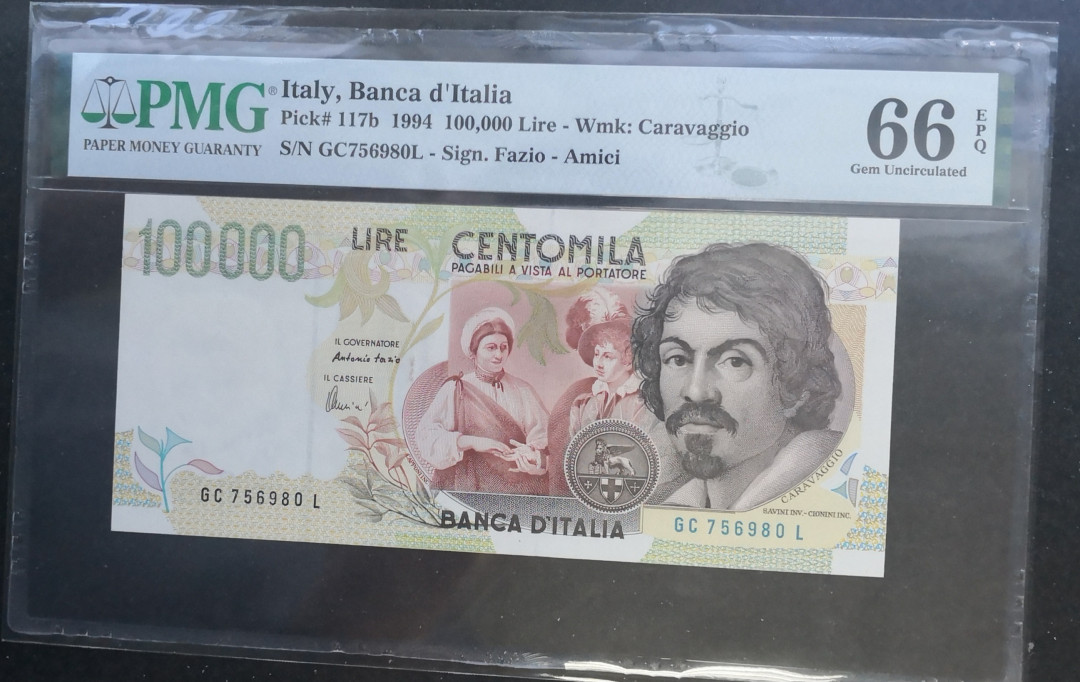 PMG®
PAPER MONEY GUARANTY
Italy, Banca d'Italia
Pick# 117b 1994 100,000 Lire - Wmk: Caravaggio
S/N GC756980L - Sign. Fazio - Amici
66
EPQ
Gem Uncirculated
100000
LIRE
CENTOMILA
PAGABILI A VISTA AL PORTATORE
IL GOVERNATORE
Antonio Fazio
IL CASSIERE
Amici
GC 756980 L
BANCA D'ITALIA
CARAVAGGIO
SAVINI INV. - CIONINI INC.
GC 756980 L